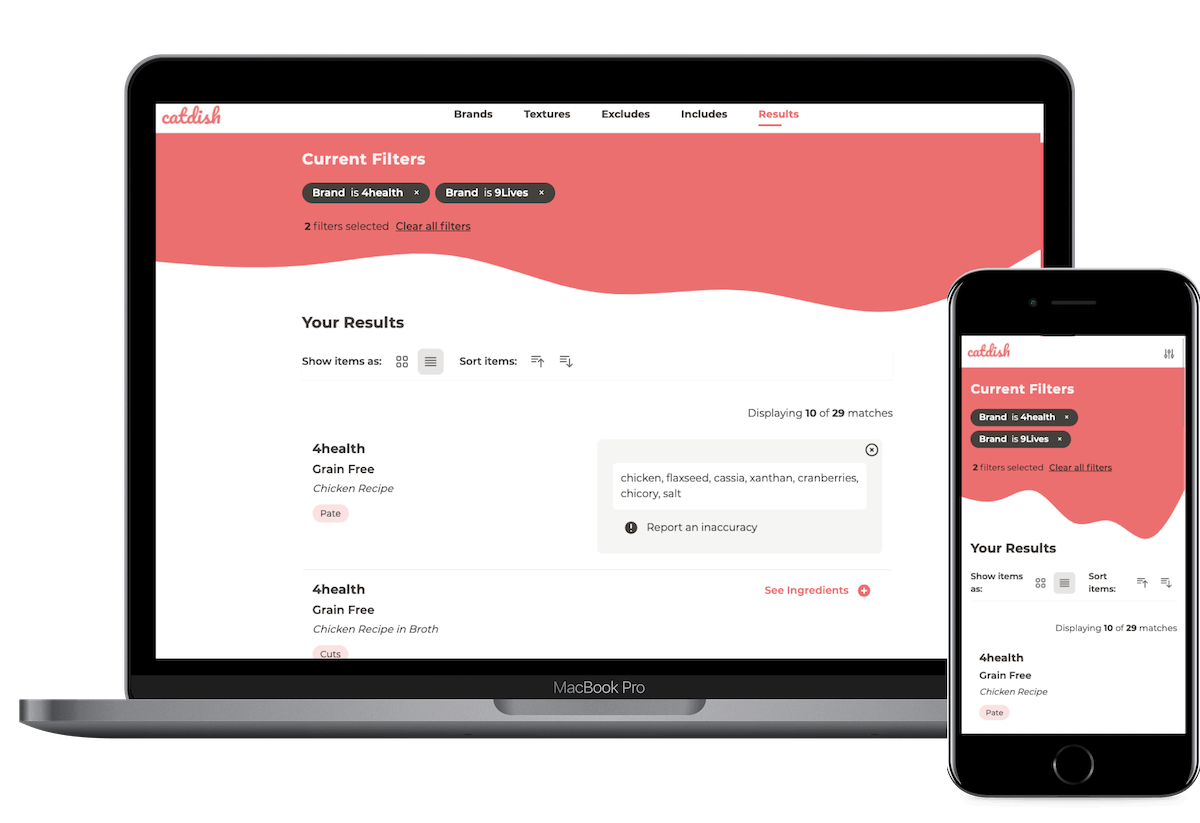 catdish
Brands Textures Excludes Includes Results
Current Filters
Brand is 4health × Brand is 9Lives ×
2 filters selected Clear all filters
Your Results
Show items as: Sort items:
Displaying 10 of 29 matches
4health
Grain Free
Chicken Recipe
Pate
chicken, flaxseed, cassia, xanthan, cranberries,
chicory, salt
Report an inaccuracy
4health
See Ingredients
Grain Free
Chicken Recipe in Broth
Cuts
MacBook Pro
catdish
Current Filters
Brand is 4health ×
Brand is 9Lives ×
2 filters selected Clear all filters
Your Results
Show items
as:
Sort
items:
Displaying 10 of 29 matches
4health
Grain Free
Chicken Recipe
Pate